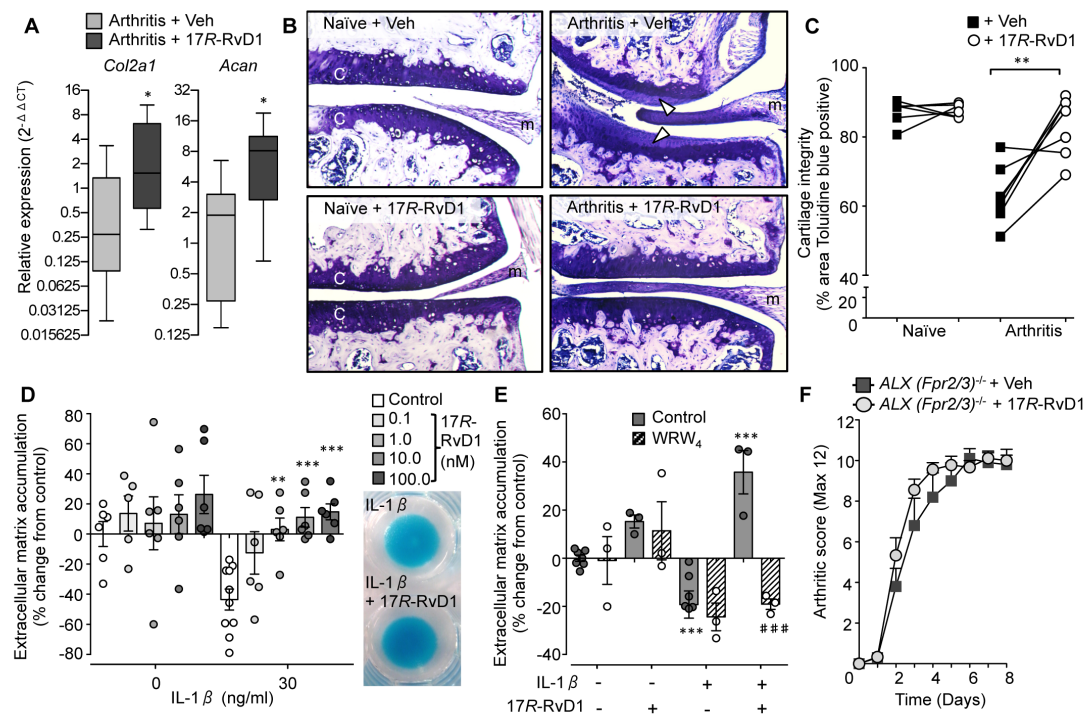 A
Arthritis + Veh
Arthritis + 17R-RvD1
Col2a1
Acan
Relative expression (2-ΔΔCT)
16
8
4
2
1
0.5
0.25
0.125
0.0625
0.03125
0.015625
*
32
16
8
4
2
1
0.5
0.25
0.125
*
B
Naïve + Veh
C
C
m
Arthritis + Veh
m
Naïve + 17R-RvD1
C
C
m
Arthritis + 17R-RvD1
m
C
+ Veh
+ 17R-RvD1
**
Cartilage integrity
(% area Toluidine blue positive)
100
80
60
40
20
0
Naïve
Arthritis
D
Extracellular matrix accumulation
(% change from control)
80
60
40
20
0
-20
-40
-60
-80
**
***
***
0
30
IL-1β (ng/ml)
Control
0.1
1.0
10.0
100.0
17R-
RvD1
(nM)
IL-1β
IL-1β
+ 17R-RvD1
E
Extracellular matrix accumulation
(% change from control)
60
40
20
0
-20
-40
Control
WRW4
***
***
###
IL-1β
- - + +
17R-RvD1
- + - +
F
ALX (Fpr2/3)-/- + Veh
ALX (Fpr2/3)-/- + 17R-RvD1
Arthritic score (Max 12)
12
10
8
6
4
2
0
0 2 4 6 8
Time (Days)